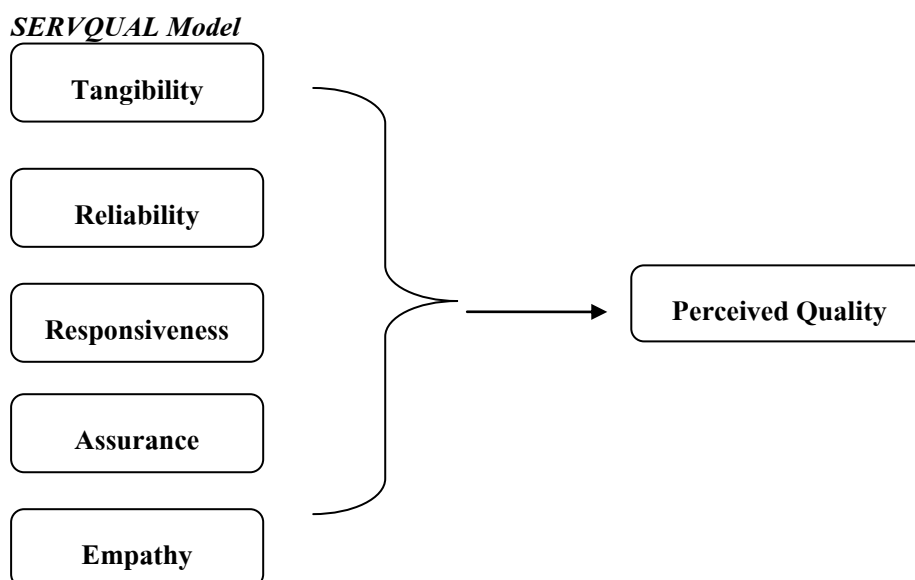 SERVQUAL Model
Tangibility
Reliability
Responsiveness
Assurance
Empathy
Perceived Quality